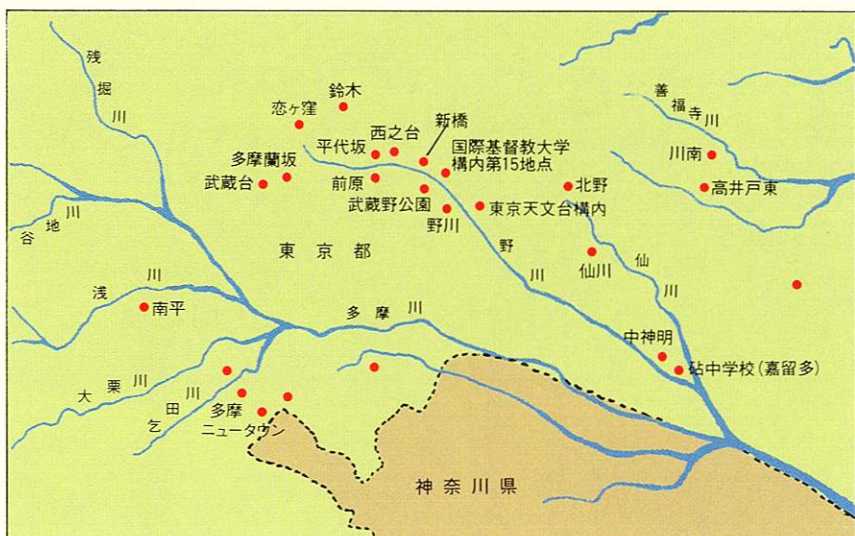 残堀川
鈴木
恋ヶ窪
新橋
西之台
平代坂
国際基督教大学
構内第15地点
善福寺川
川南
多摩蘭坂
武蔵台
前原
北野
高井戸東
武蔵野公園
東京天文台構内
野川
谷地川
東京都
野川
仙川
仙川
浅川
南平
多摩川
中神明
砧中学校(嘉留多)
大栗川
乞田川
多摩
ニュータウン
神奈川県